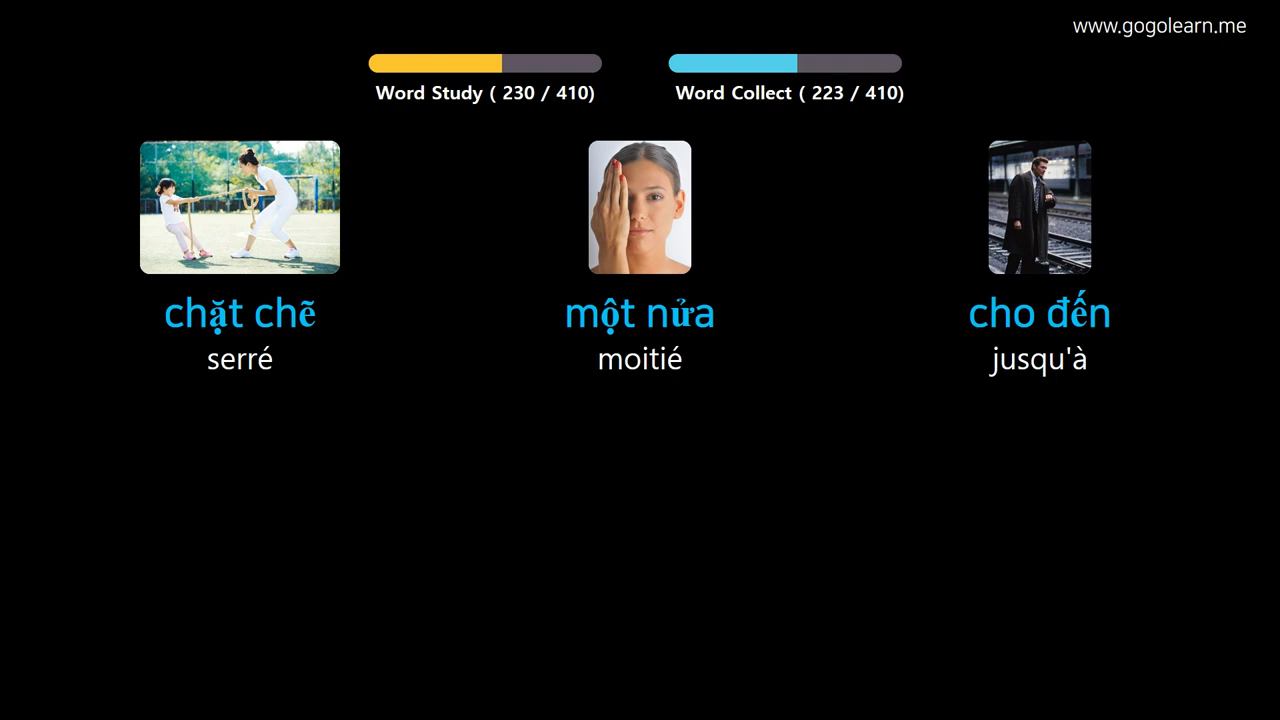 www.gogolearn.me
Word Study ( 230 / 410)
Word Collect ( 223 / 410)
chặt chẽ
một nửa
cho đến
serré
moitié
jusqu'à